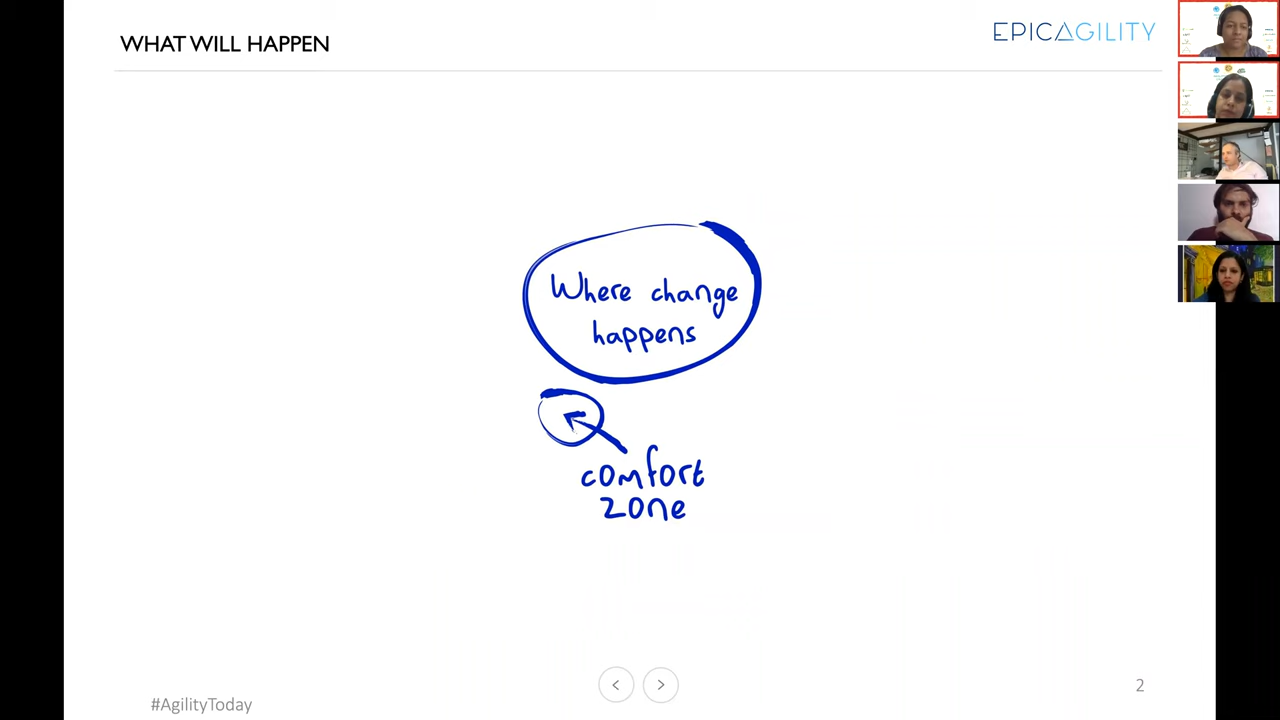 WHAT WILL HAPPEN
EPICAGILITY
Where change
happens
comfort
zone
#AgilityToday
2